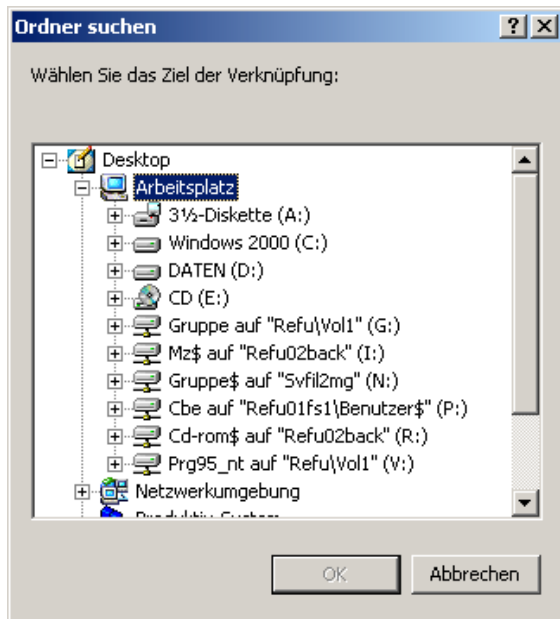 Ordner suchen
Wählen Sie das Ziel der Verknüpfung:
Desktop
Arbeitsplatz
3½-Diskette (A:)
Windows 2000 (C:)
DATEN (D:)
CD (E:)
Gruppe auf "Refu\Vol1" (G:)
Mz$ auf "Refu02back" (I:)
Gruppe$ auf "Svfil2mg" (N:)
Cbe auf "Refu01fs1\Benutzer$" (P:)
Cd-rom$ auf "Refu02back" (R:)
Prg95_nt auf "Refu\Vol1" (V:)
Netzwerkumgebung
Produktiv-System
OK
Abbrechen